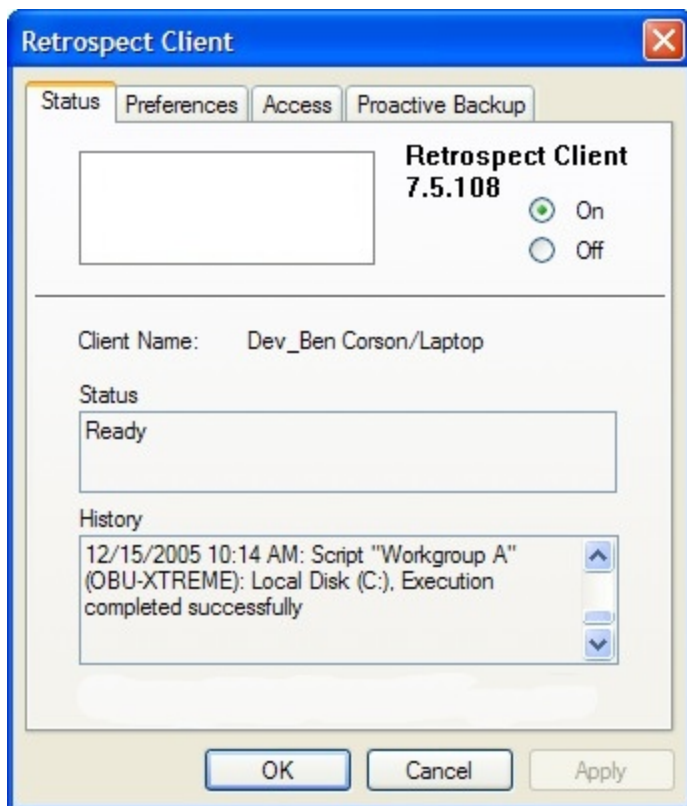 Retrospect Client
Status Preferences Access Proactive Backup
Retrospect Client
7.5.108
On
Off
Client Name: Dev_Ben Corson/Laptop
Status
Ready
History
12/15/2005 10:14 AM: Script "Workgroup A"
(OBU-XTREME): Local Disk (C:), Execution
completed successfully
OK Cancel Apply